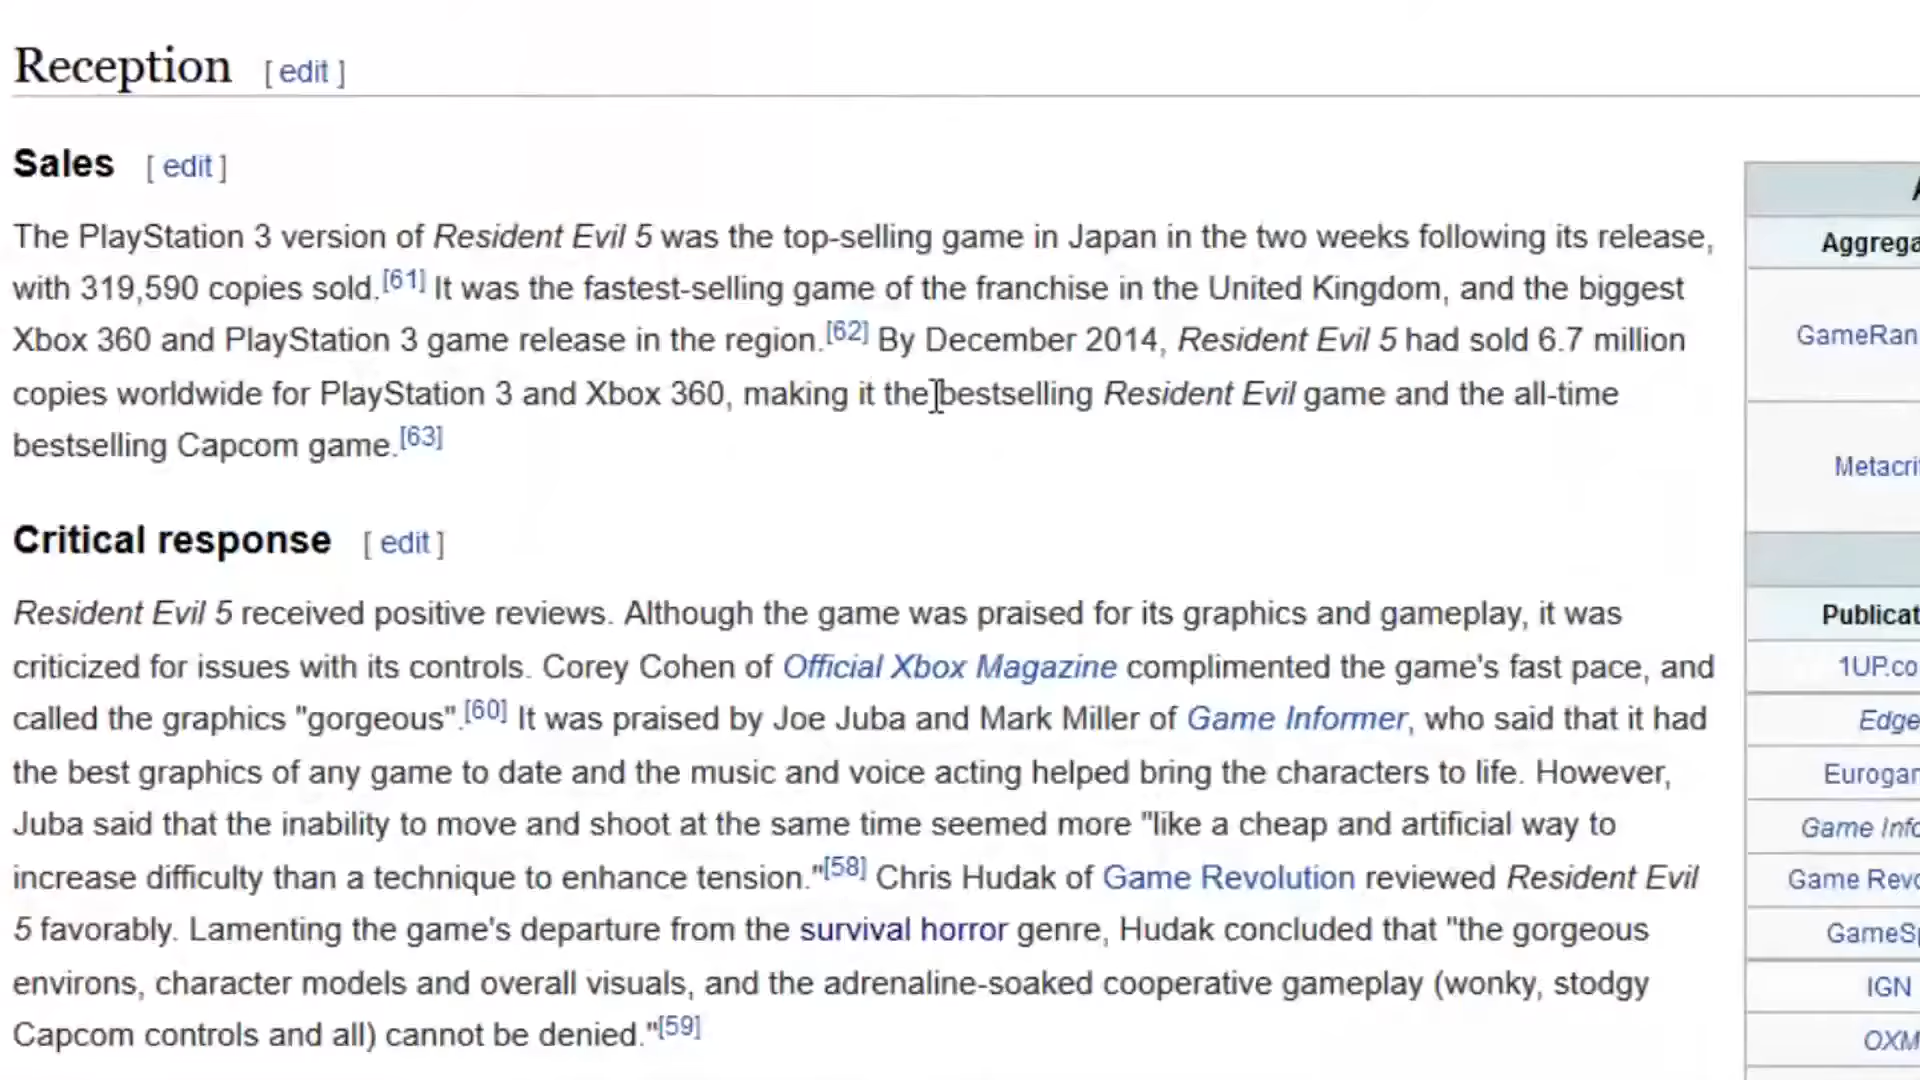 Reception [ edit ]
Sales [ edit ]
The PlayStation 3 version of Resident Evil 5 was the top-selling game in Japan in the two weeks following its release,
with 319,590 copies sold.[61] It was the fastest-selling game of the franchise in the United Kingdom, and the biggest
Xbox 360 and PlayStation 3 game release in the region.[62] By December 2014, Resident Evil 5 had sold 6.7 million
copies worldwide for PlayStation 3 and Xbox 360, making it the bestselling Resident Evil game and the all-time
bestselling Capcom game.[63]
Critical response [ edit ]
Resident Evil 5 received positive reviews. Although the game was praised for its graphics and gameplay, it was
criticized for issues with its controls. Corey Cohen of Official Xbox Magazine complimented the game's fast pace, and
called the graphics "gorgeous".[60] It was praised by Joe Juba and Mark Miller of Game Informer, who said that it had
the best graphics of any game to date and the music and voice acting helped bring the characters to life. However,
Juba said that the inability to move and shoot at the same time seemed more "like a cheap and artificial way to
increase difficulty than a technique to enhance tension."[58] Chris Hudak of Game Revolution reviewed Resident Evil
5 favorably. Lamenting the game's departure from the survival horror genre, Hudak concluded that "the gorgeous
environs, character models and overall visuals, and the adrenaline-soaked cooperative gameplay (wonky, stodgy
Capcom controls and all) cannot be denied."[59]
A
Aggrega
GameRan
Metacrit
Publicat
1UP.co
Edge
Eurogar
Game Info
Game Revo
GameSp
IGN
OXM